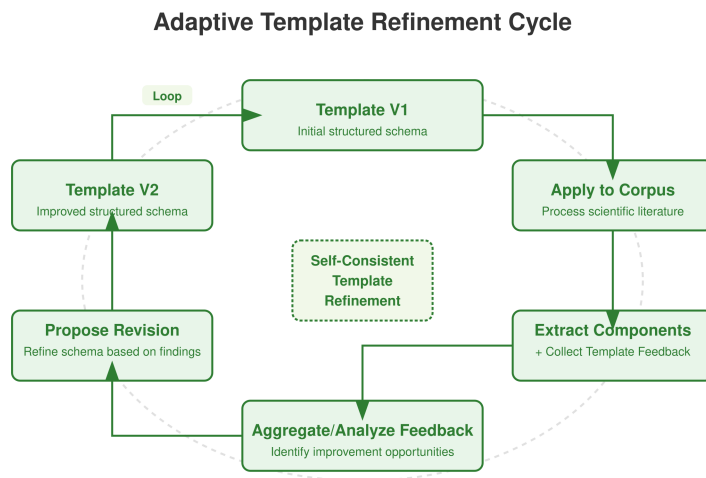 Adaptive Template Refinement Cycle
Loop
Template V1
Initial structured schema
Template V2
Improved structured schema
Apply to Corpus
Process scientific literature
Self-Consistent
Template
Refinement
Propose Revision
Refine schema based on findings
Extract Components
+ Collect Template Feedback
Aggregate/Analyze Feedback
Identify improvement opportunities